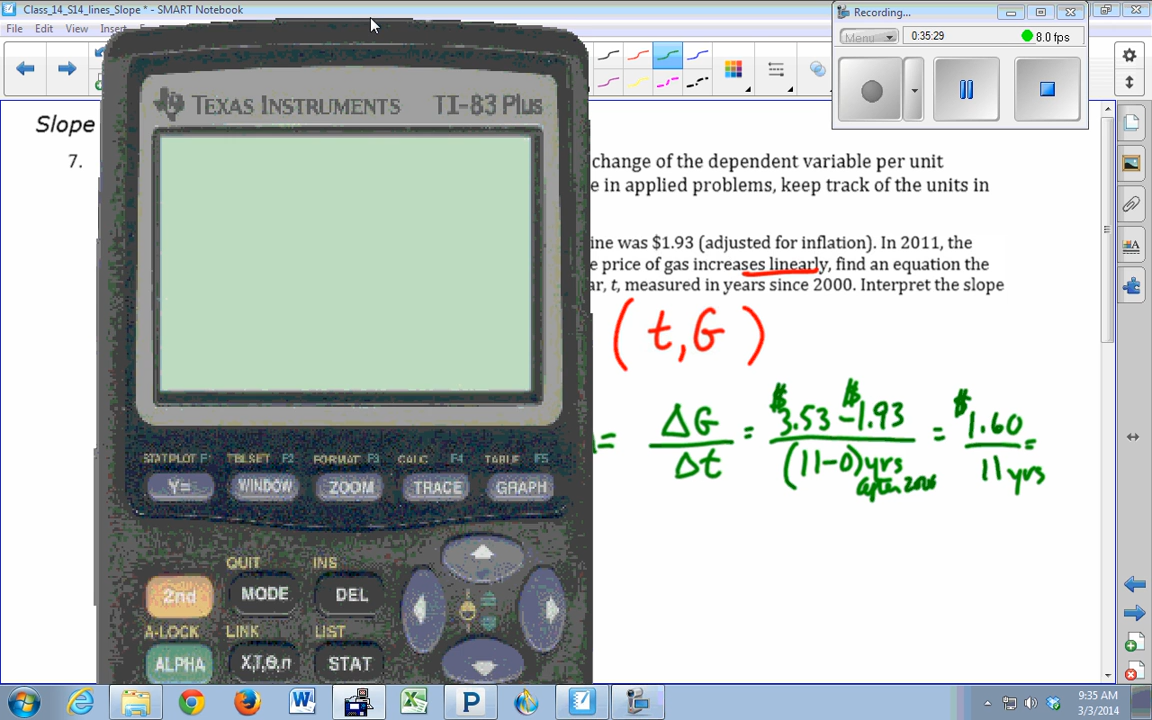 Class_14_S14_lines_Slope * - SMART Notebook
File Edit View Insert
Recording...
Menu
0:35:29
8.0 fps
Slope
7.
change of the dependent variable per unit
e in applied problems, keep track of the units in
ine was $1.93 (adjusted for inflation). In 2011, the
e price of gas increases linearly, find an equation the
ar, t, measured in years since 2000. Interpret the slope
(t, G)
= ΔG/Δt = $3.53 - $1.93 / (11-0) yrs = $1.60 / 11 yrs =
after 2000
TEXAS INSTRUMENTS TI-83 Plus
STATPLOT F1 TBLSET F2 FORMAT F3 CALC F4 TABLE F5
Y= WINDOW ZOOM TRACE GRAPH
QUIT INS
2nd MODE DEL
A-LOCK LINK LIST
ALPHA X,T,Θ,n STAT
9:35 AM
3/3/2014